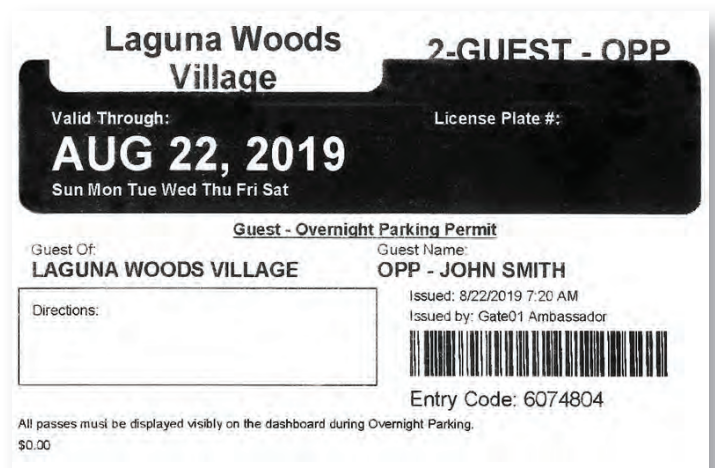 Laguna Woods
Village
2-GUEST - OPP
Valid Through:
License Plate #:
AUG 22, 2019
Sun Mon Tue Wed Thu Fri Sat
Guest - Overnight Parking Permit
Guest Of:
LAGUNA WOODS VILLAGE
Guest Name:
OPP - JOHN SMITH
Directions:
Issued: 8/22/2019 7:20 AM
Issued by: Gate01 Ambassador
Entry Code: 6074804
All passes must be displayed visibly on the dashboard during Overnight Parking.
$0.00